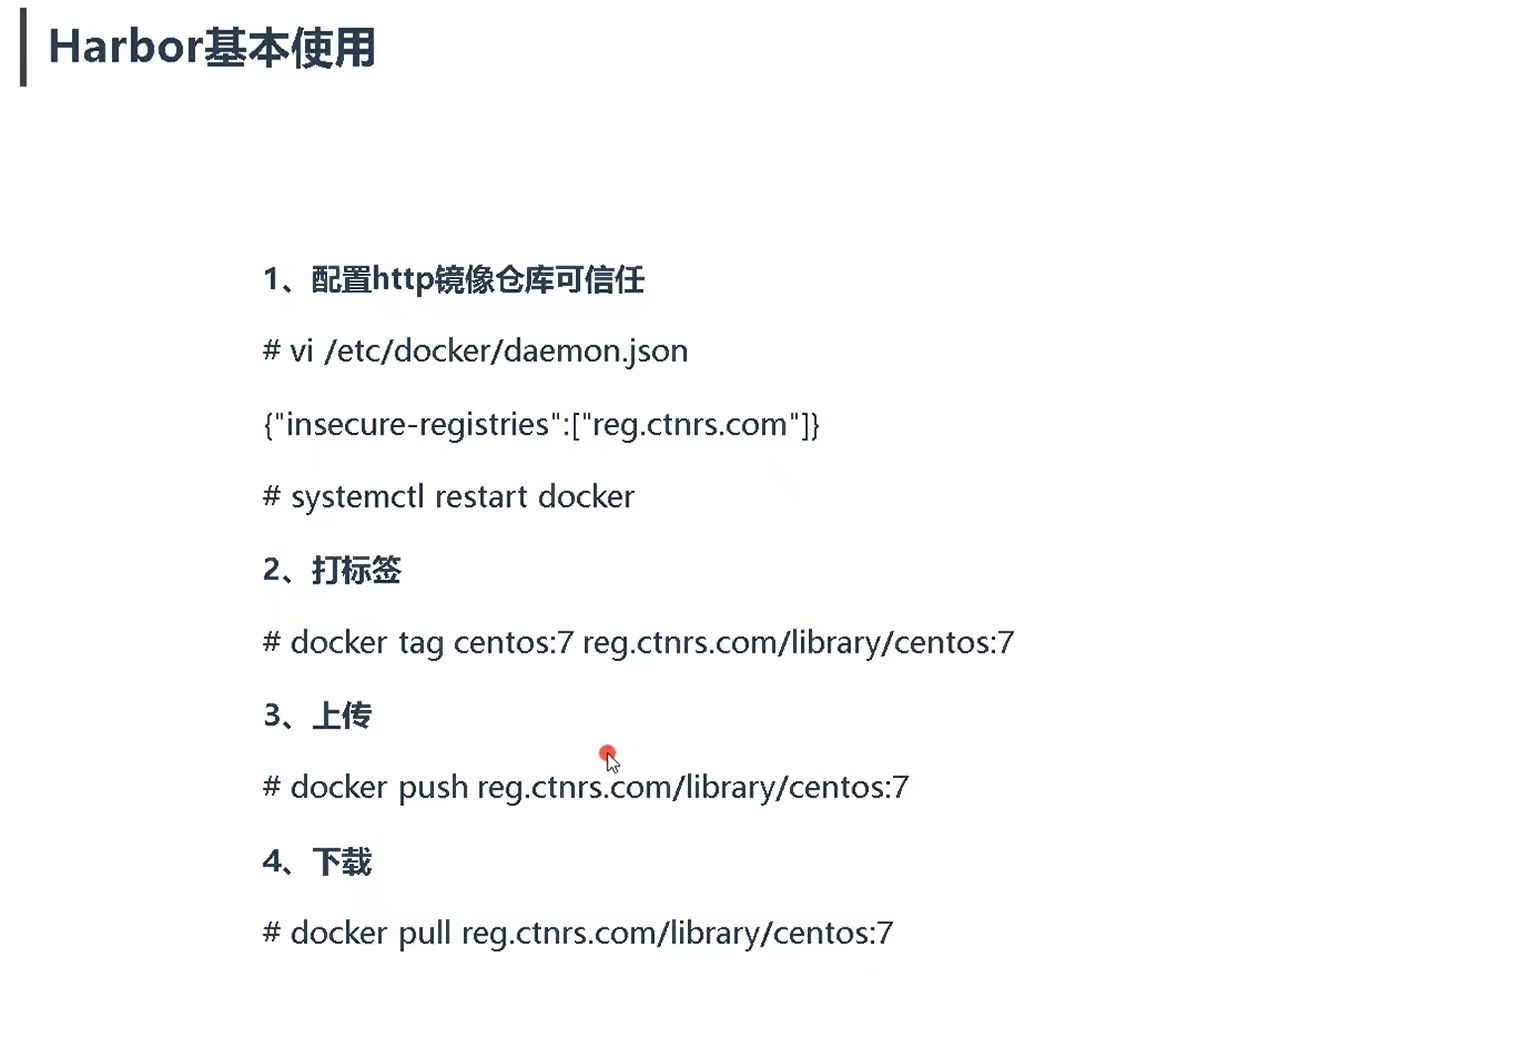 Harbor基本使用
1、配置http镜像仓库可信任
# vi /etc/docker/daemon.json
{"insecure-registries":["reg.ctnrs.com"]}
# systemctl restart docker
2、打标签
# docker tag centos:7 reg.ctnrs.com/library/centos:7
3、上传
# docker push reg.ctnrs.com/library/centos:7
4、下载
# docker pull reg.ctnrs.com/library/centos:7